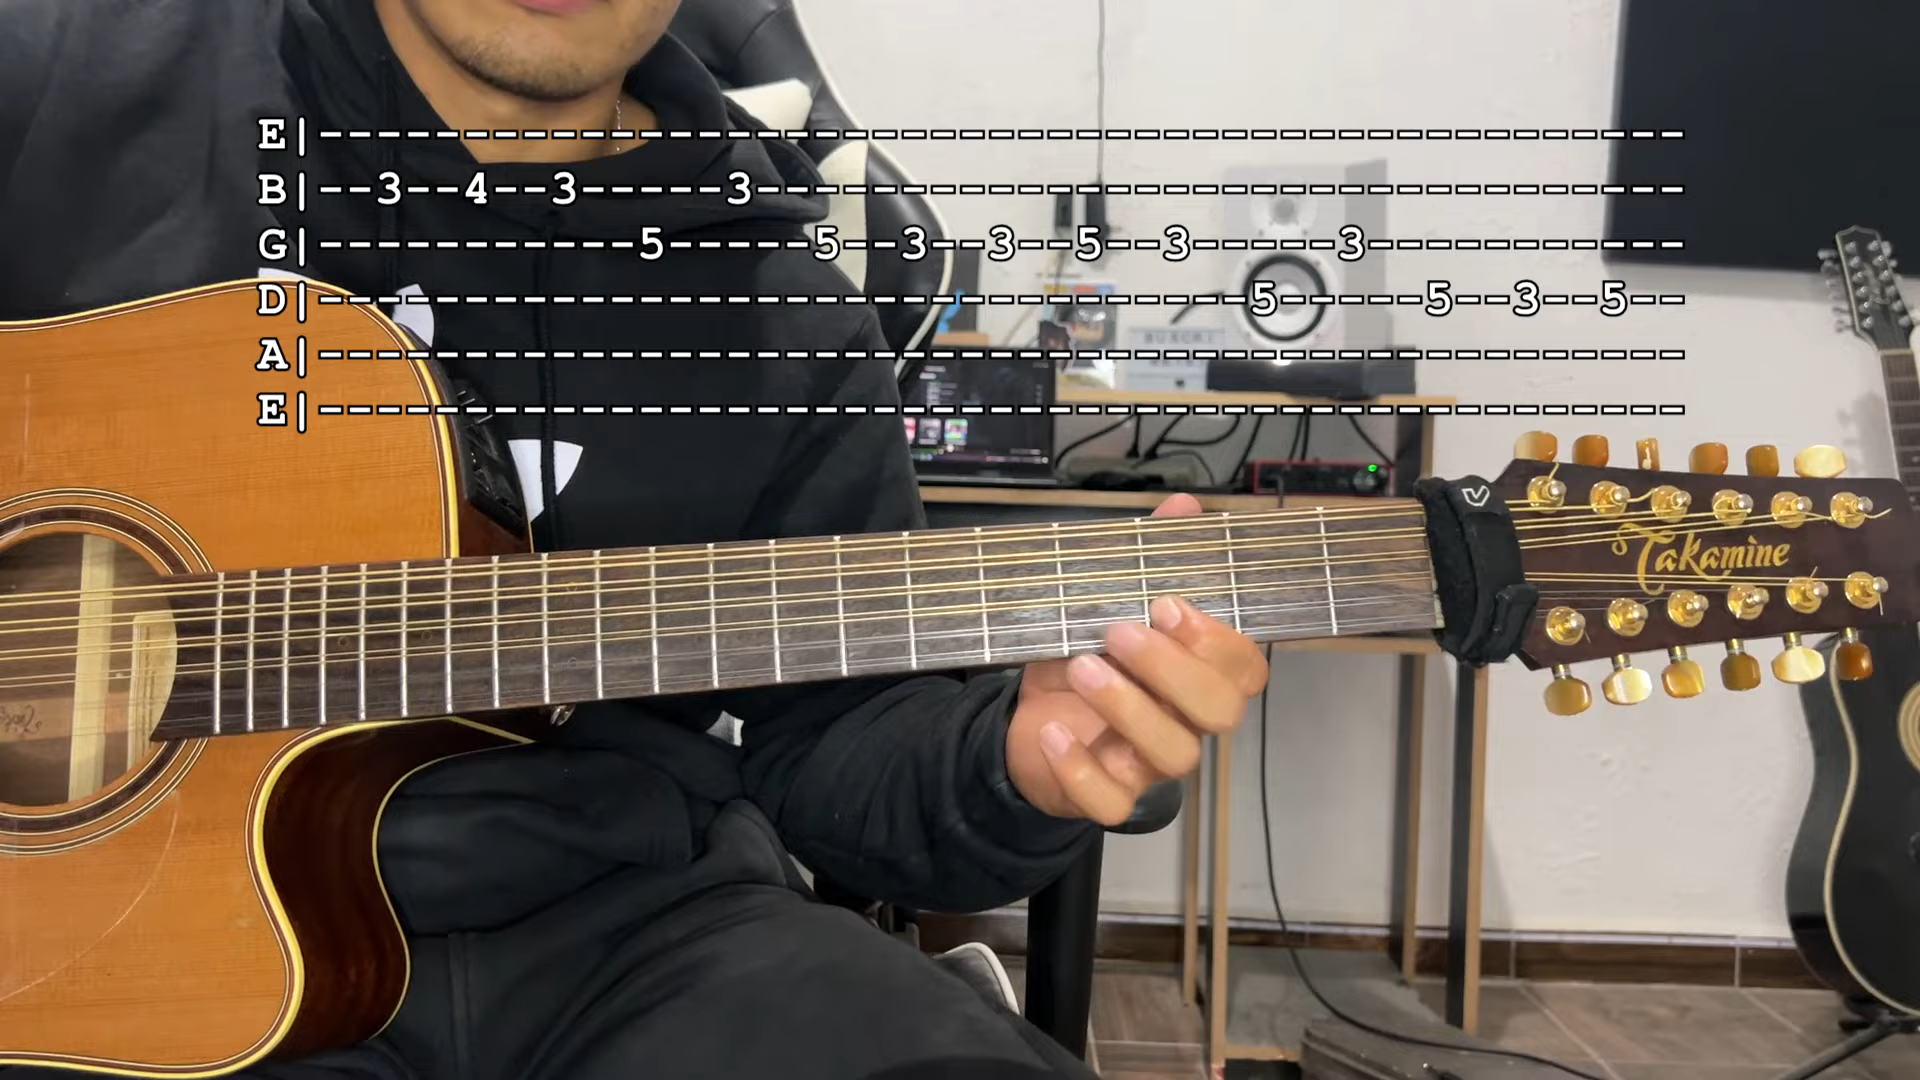 E|-----------------------------------------------
B|--3--4--3-----3--------------------------------
G|-----------5-----5--3--3--5--3-----3-----------
D|--------------------------------5-----5--3--5--
A|-----------------------------------------------
E|-----------------------------------------------
Takamine